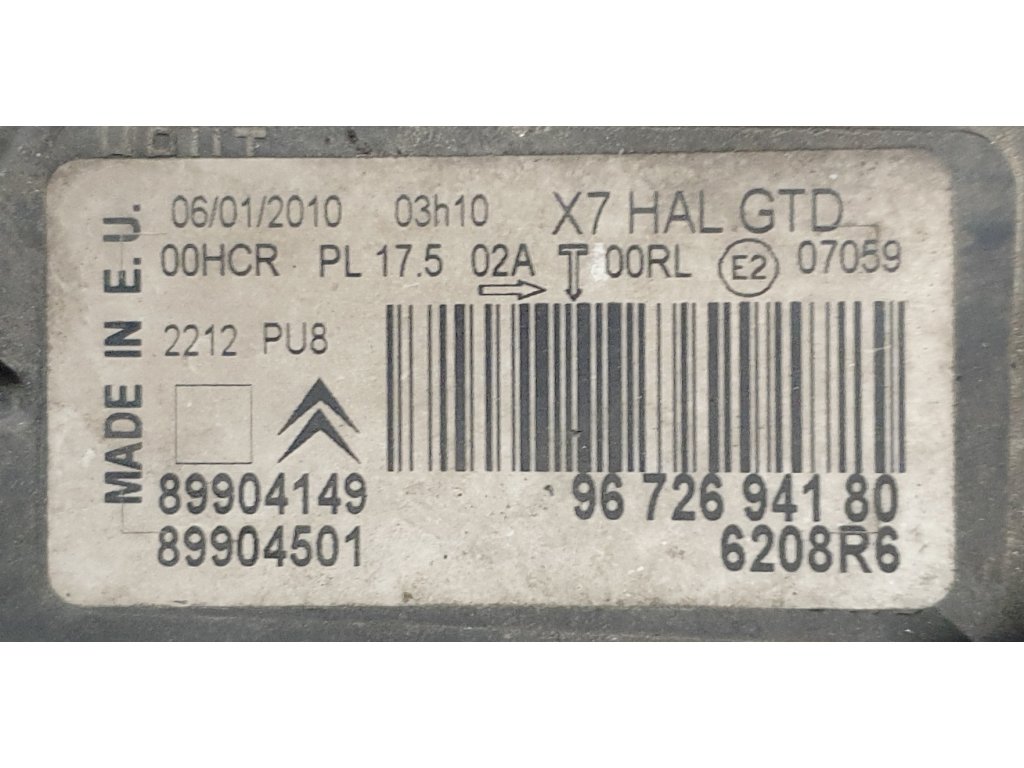 06/01/2010 03h10 X7 HAL GTD
00HCR PL 17.5 02A 00RL E2 07059
2212 PU8
MADE IN E.U.
89904149 96 726 941 80
89904501 6208R6